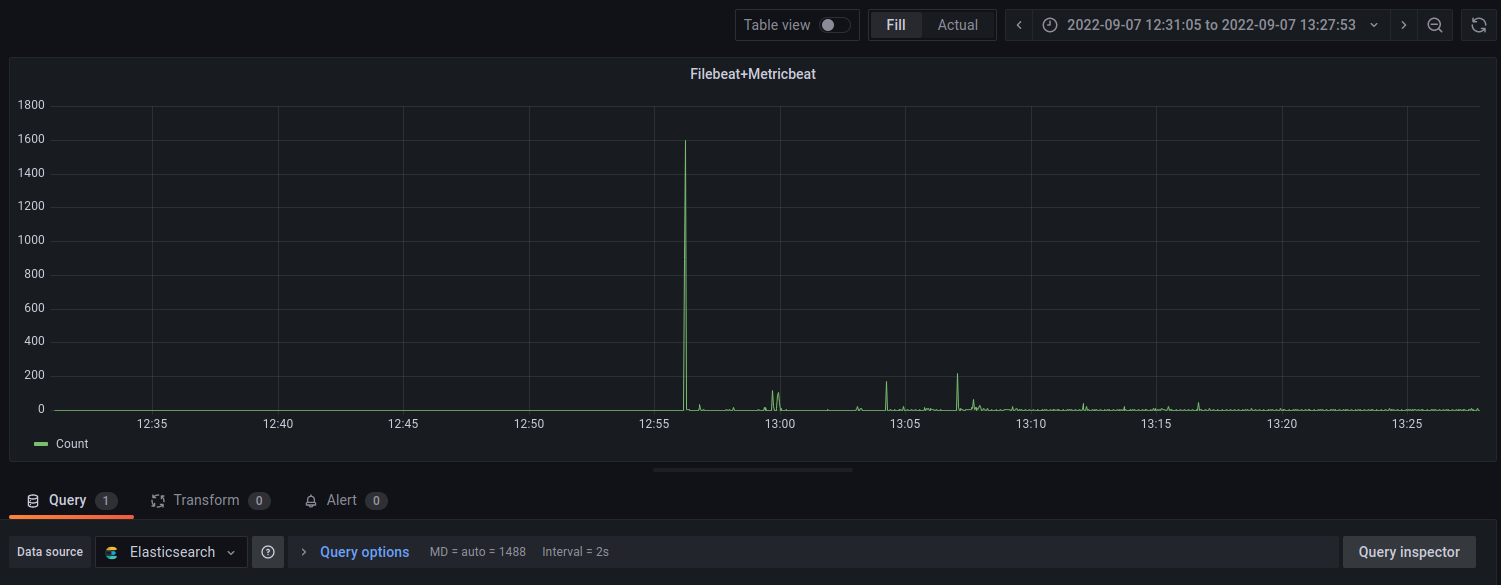 Table view Fill Actual 2022-09-07 12:31:05 to 2022-09-07 13:27:53
Filebeat+Metricbeat
1800
1600
1400
1200
1000
800
600
400
200
0
12:35 12:40 12:45 12:50 12:55 13:00 13:05 13:10 13:15 13:20 13:25
Count
Query 1 Transform 0 Alert 0
Data source Elasticsearch Query options MD = auto = 1488 Interval = 2s Query inspector